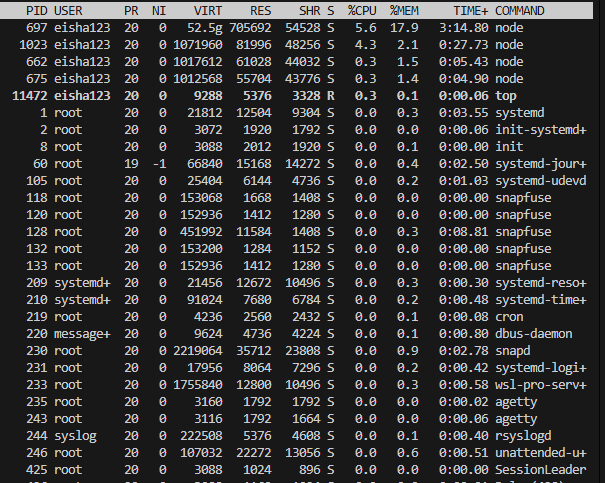 PID USER PR NI VIRT RES SHR S %CPU %MEM TIME+ COMMAND
697 eisha123 20 0 52.5g 705692 54528 S 5.6 17.9 3:14.80 node
1023 eisha123 20 0 1071960 81996 48256 S 4.3 2.1 0:27.73 node
662 eisha123 20 0 1017612 61028 44032 S 0.3 1.5 0:05.43 node
675 eisha123 20 0 1012568 55704 43776 S 0.3 1.4 0:04.90 node
11472 eisha123 20 0 9288 5376 3328 R 0.3 0.1 0:00.06 top
1 root 20 0 21812 12504 9304 S 0.0 0.3 0:03.55 systemd
2 root 20 0 3072 1920 1792 S 0.0 0.0 0:00.06 init-systemd+
8 root 20 0 3088 2012 1920 S 0.0 0.1 0:00.00 init
60 root 19 -1 66840 15168 14272 S 0.0 0.4 0:02.50 systemd-jour+
105 root 20 0 25404 6144 4736 S 0.0 0.2 0:01.03 systemd-udevd
118 root 20 0 153068 1668 1408 S 0.0 0.0 0:00.00 snapfuse
120 root 20 0 152936 1412 1280 S 0.0 0.0 0:00.00 snapfuse
128 root 20 0 451992 11584 1408 S 0.0 0.3 0:08.81 snapfuse
132 root 20 0 153200 1284 1152 S 0.0 0.0 0:00.00 snapfuse
133 root 20 0 152936 1412 1280 S 0.0 0.0 0:00.00 snapfuse
209 systemd+ 20 0 21456 12672 10496 S 0.0 0.3 0:00.30 systemd-reso+
210 systemd+ 20 0 91024 7680 6784 S 0.0 0.2 0:00.48 systemd-time+
219 root 20 0 4236 2560 2432 S 0.0 0.1 0:00.08 cron
220 message+ 20 0 9624 4736 4224 S 0.0 0.1 0:00.80 dbus-daemon
230 root 20 0 2219064 35712 23808 S 0.0 0.9 0:02.78 snapd
231 root 20 0 17956 8064 7296 S 0.0 0.2 0:00.42 systemd-logi+
233 root 20 0 1755840 12800 10496 S 0.0 0.3 0:00.58 wsl-pro-serv+
235 root 20 0 3160 1792 1792 S 0.0 0.0 0:00.02 agetty
243 root 20 0 3116 1792 1664 S 0.0 0.0 0:00.06 agetty
244 syslog 20 0 222508 5376 4608 S 0.0 0.1 0:00.40 rsyslogd
246 root 20 0 107032 22272 13056 S 0.0 0.6 0:00.51 unattended-u+
425 root 20 0 3088 1024 896 S 0.0 0.0 0:00.00 SessionLeader